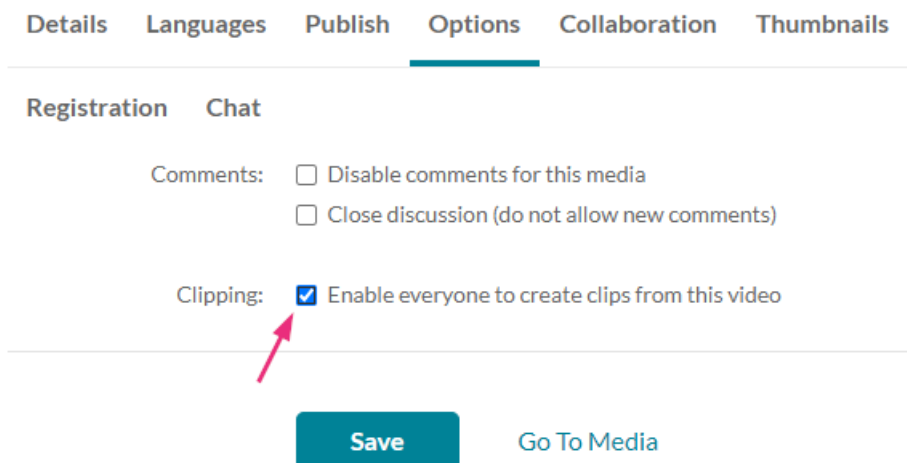 Details Languages Publish Options Collaboration Thumbnails
Registration Chat
Comments: Disable comments for this media
Close discussion (do not allow new comments)
Clipping: Enable everyone to create clips from this video
Save Go To Media